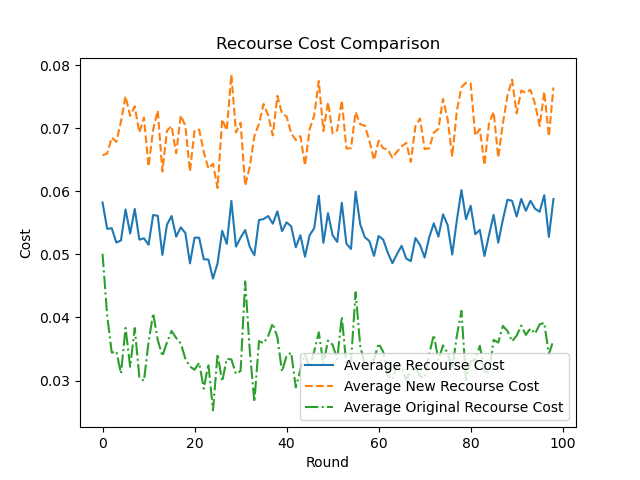 Recourse Cost Comparison
0.08
0.07
0.06
0.05
0.04
0.03
Cost
0
20
40
60
80
100
Round
Average Recourse Cost
Average New Recourse Cost
Average Original Recourse Cost